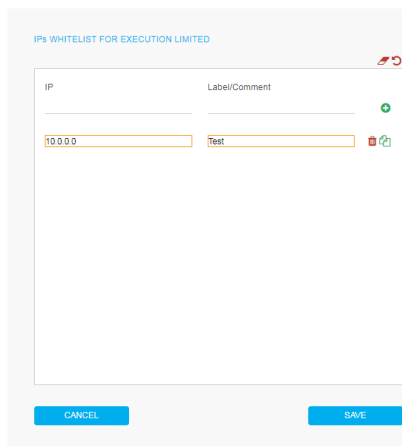 IPs WHITELIST FOR EXECUTION LIMITED
IP Label/Comment
10.0.0.0 Test
CANCEL SAVE